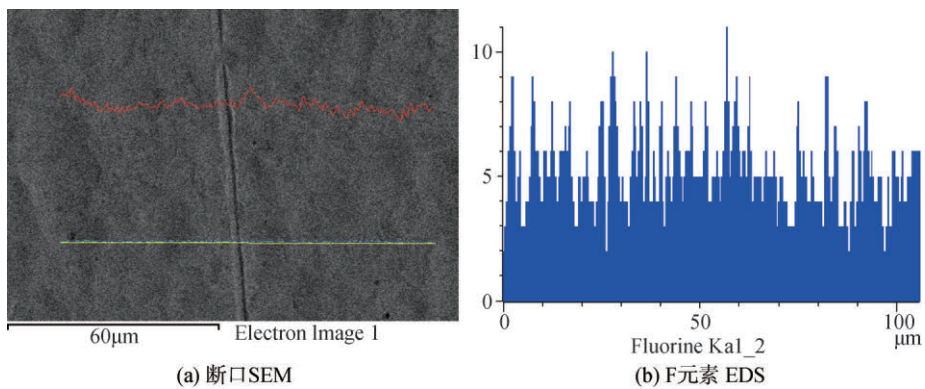 10
5
0
0 50 100
μm
60μm Electron Image 1
Fluorine Ka1_2
(a) 断口SEM
(b) F元素 EDS